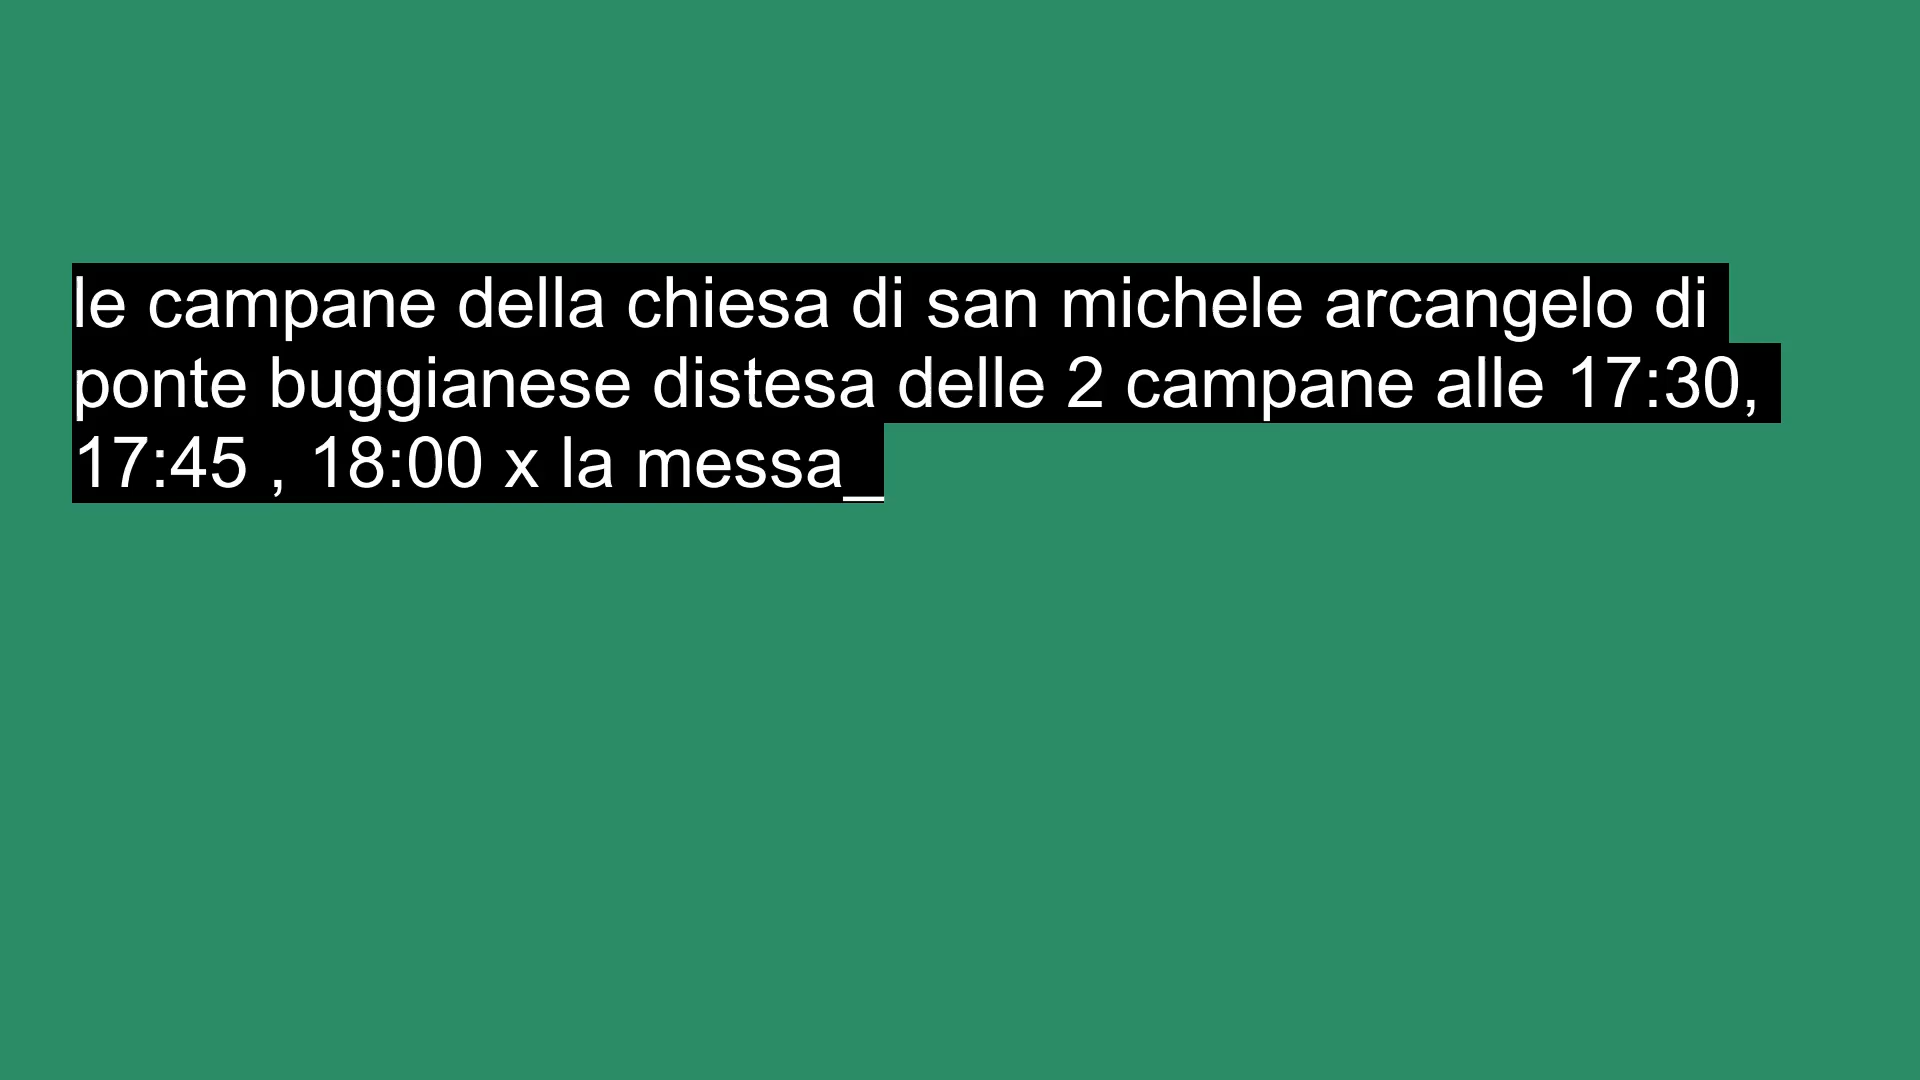 le campane della chiesa di san michele arcangelo di
ponte buggianese distesa delle 2 campane alle 17:30,
17:45 , 18:00 x la messa_